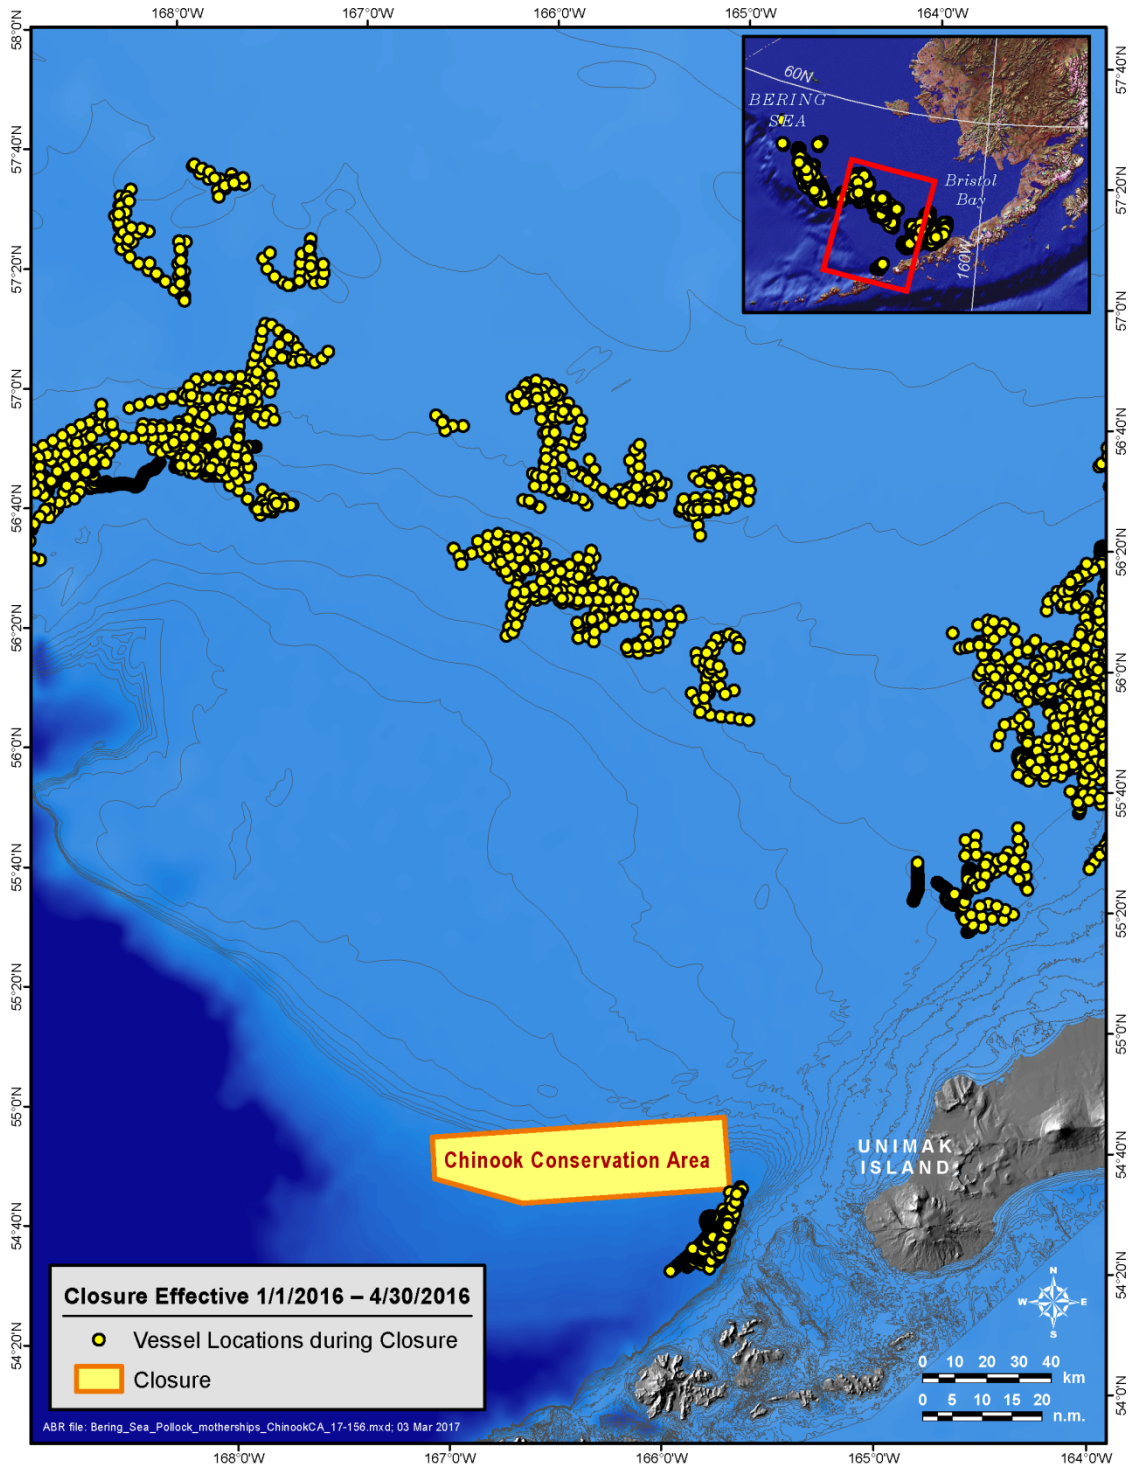 168°0'W 167°0'W 166°0'W 165°0'W 164°0'W
58°0'N
57°40'N
57°20'N
57°0'N
56°40'N
56°20'N
56°0'N
55°40'N
55°20'N
55°0'N
54°40'N
54°20'N
57°40'N
57°20'N
57°0'N
56°40'N
56°20'N
56°0'N
55°40'N
55°20'N
55°0'N
54°40'N
54°20'N
54°0'N
60N
BERING
SEA
Bristol
Bay
160W
Chinook Conservation Area
UNIMAK
ISLAND
Closure Effective 1/1/2016 – 4/30/2016
Vessel Locations during Closure
Closure
ABR file: Bering_Sea_Pollock_motherships_ChinookCA_17-156.mxd; 03 Mar 2017
N
W E
S
0 10 20 30 40
km
0 5 10 15 20
n.m.
168°0'W 167°0'W 166°0'W 165°0'W 164°0'W